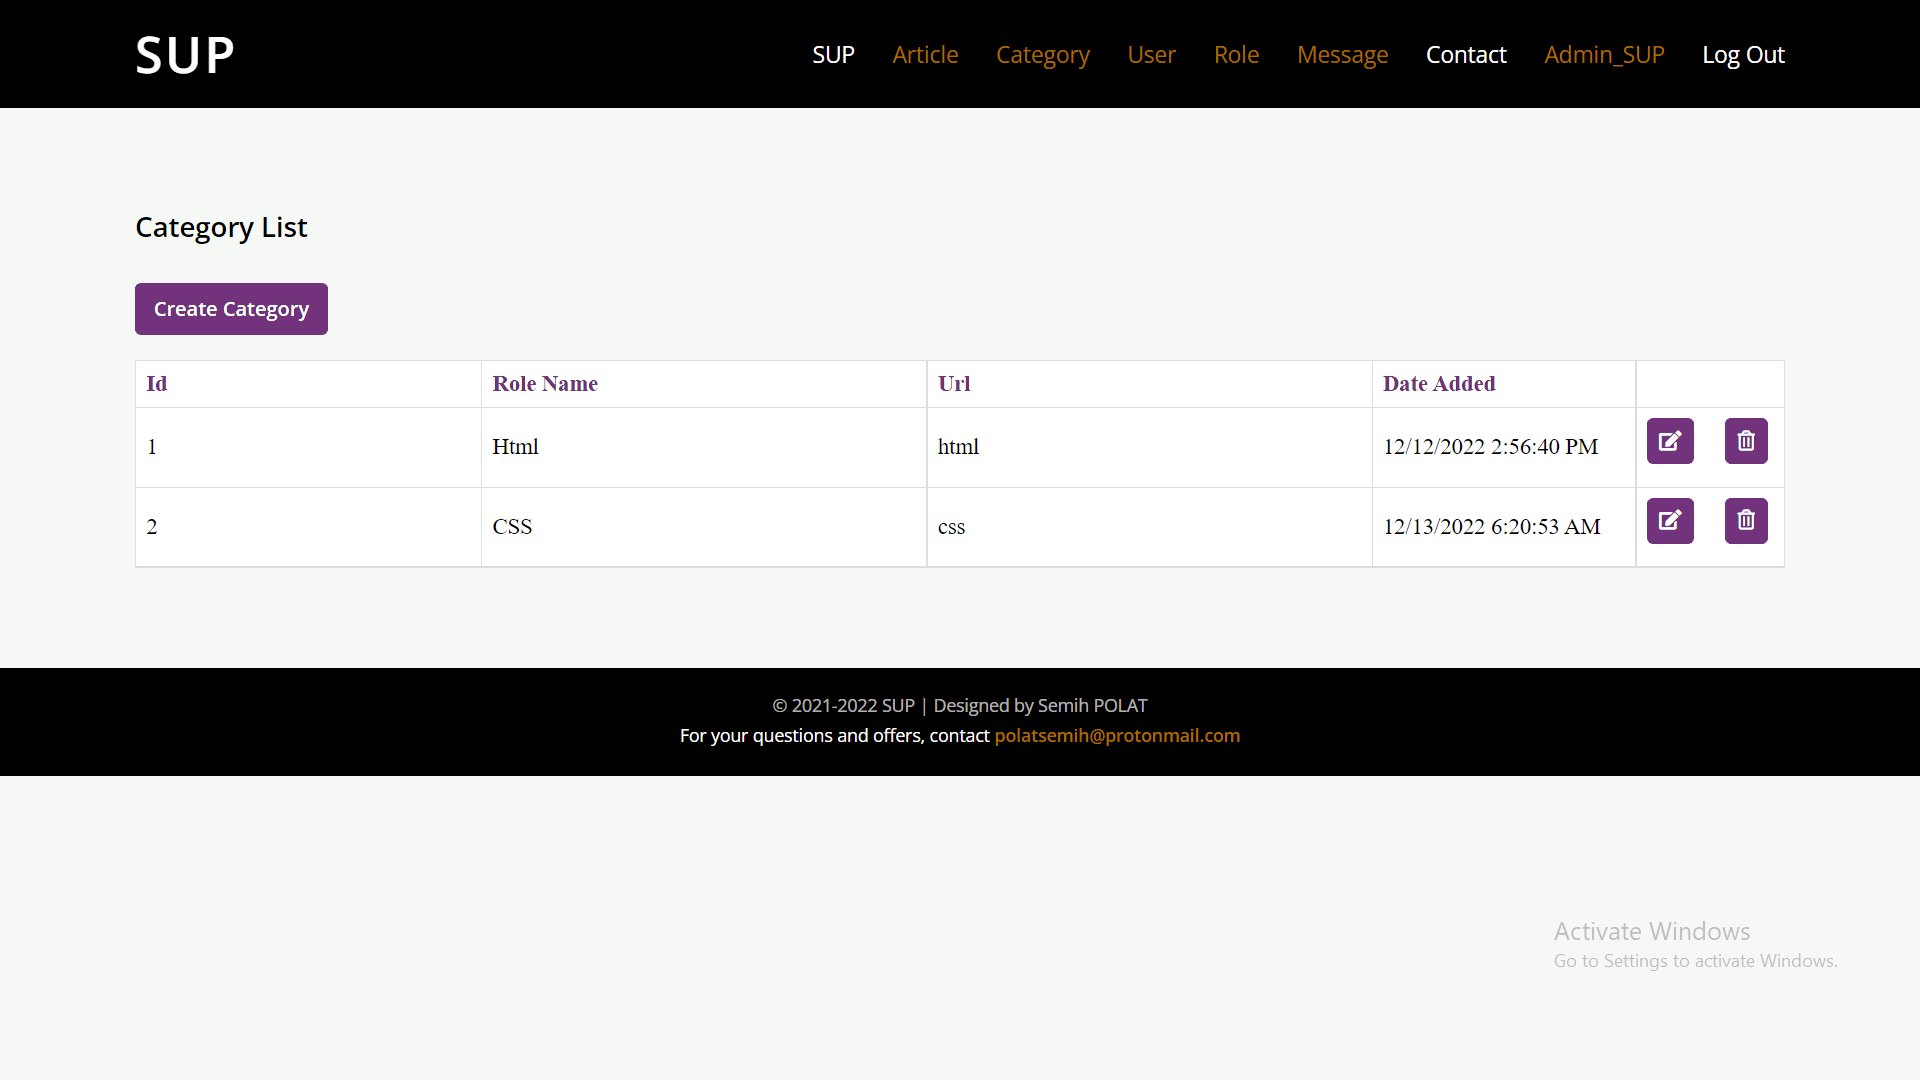 SUP
SUP Article Category User Role Message Contact Admin_SUP Log Out
Category List
Create Category
Id Role Name Url Date Added
1 Html html 12/12/2022 2:56:40 PM
2 CSS css 12/13/2022 6:20:53 AM
© 2021-2022 SUP | Designed by Semih POLAT
For your questions and offers, contact polatsemih@protonmail.com
Activate Windows
Go to Settings to activate Windows.